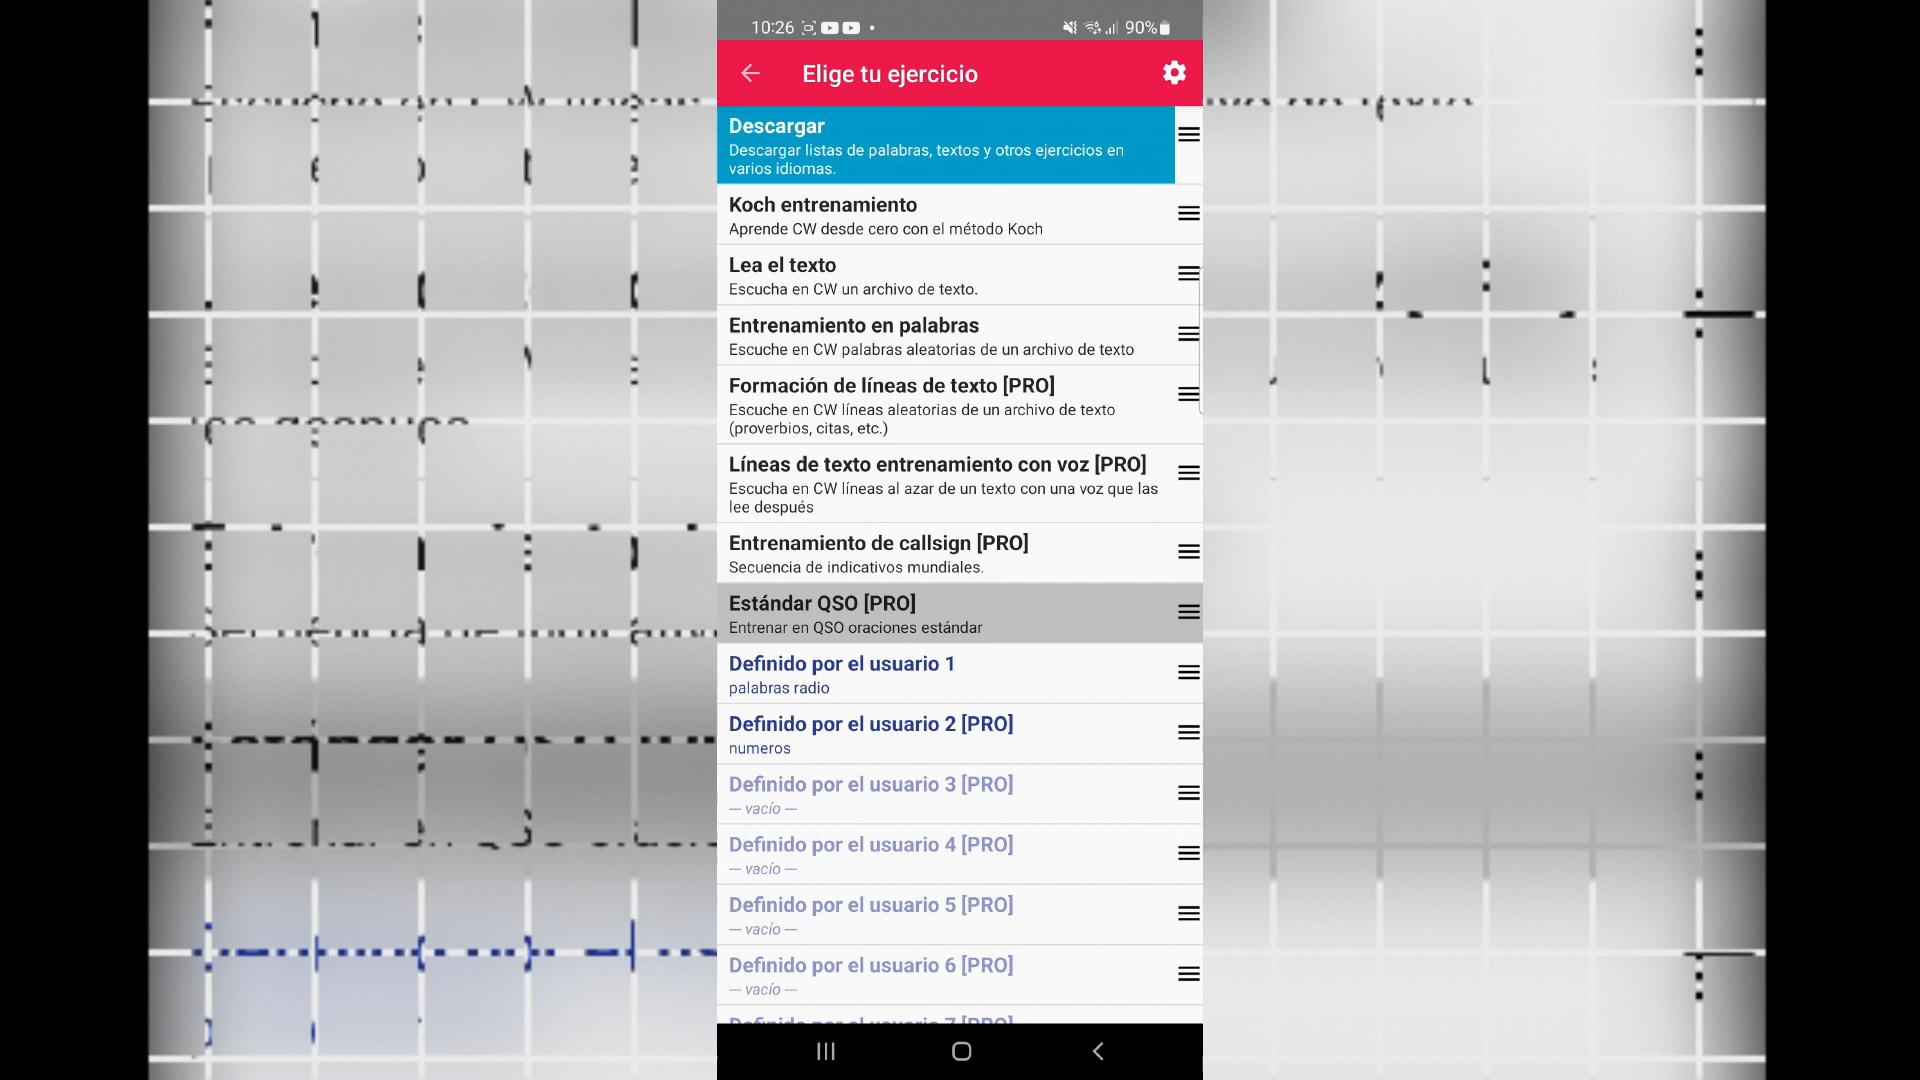 10:26
90%
Elige tu ejercicio
Descargar
Descargar listas de palabras, textos y otros ejercicios en
varios idiomas.
Koch entrenamiento
Aprende CW desde cero con el método Koch
Lea el texto
Escucha en CW un archivo de texto.
Entrenamiento en palabras
Escuche en CW palabras aleatorias de un archivo de texto
Formación de líneas de texto [PRO]
Escuche en CW líneas aleatorias de un archivo de texto
(proverbios, citas, etc.)
Líneas de texto entrenamiento con voz [PRO]
Escucha en CW líneas al azar de un texto con una voz que las
lee después
Entrenamiento de callsign [PRO]
Secuencia de indicativos mundiales.
Estándar QSO [PRO]
Entrenar en QSO oraciones estándar
Definido por el usuario 1
palabras radio
Definido por el usuario 2 [PRO]
numeros
Definido por el usuario 3 [PRO]
— vacío —
Definido por el usuario 4 [PRO]
— vacío —
Definido por el usuario 5 [PRO]
— vacío —
Definido por el usuario 6 [PRO]
— vacío —
Definido por el usuario 7 [PRO]